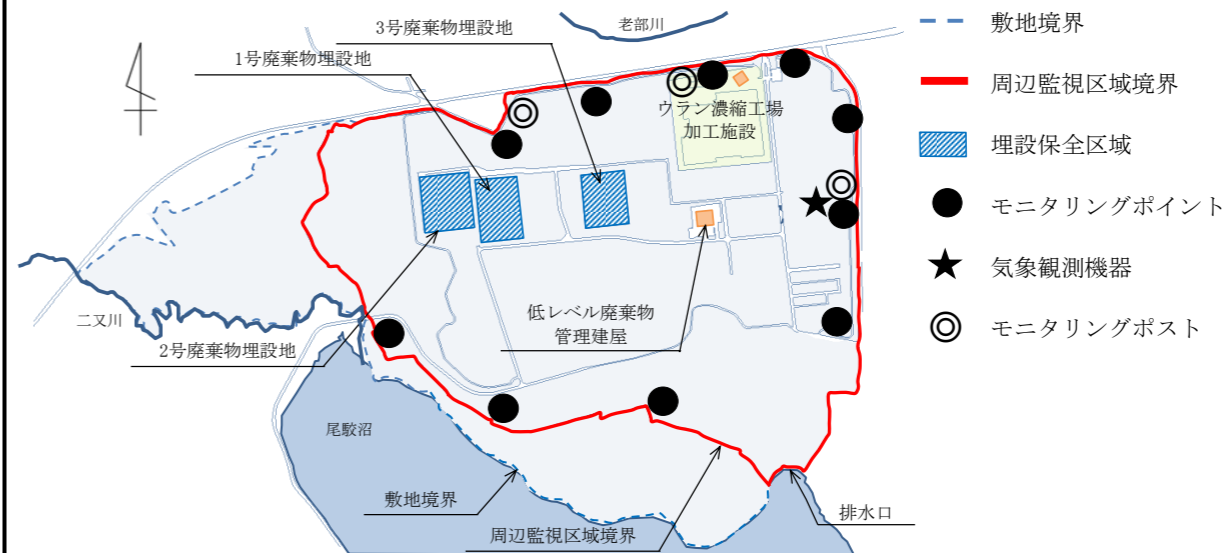 老部川
3号廃棄物埋設地
1号廃棄物埋設地
ウラン濃縮工場
加工施設
二又川
2号廃棄物埋設地
低レベル廃棄物
管理建屋
尾駮沼
敷地境界
周辺監視区域境界
排水口
敷地境界
周辺監視区域境界
埋設保全区域
モニタリングポイント
気象観測機器
モニタリングポスト